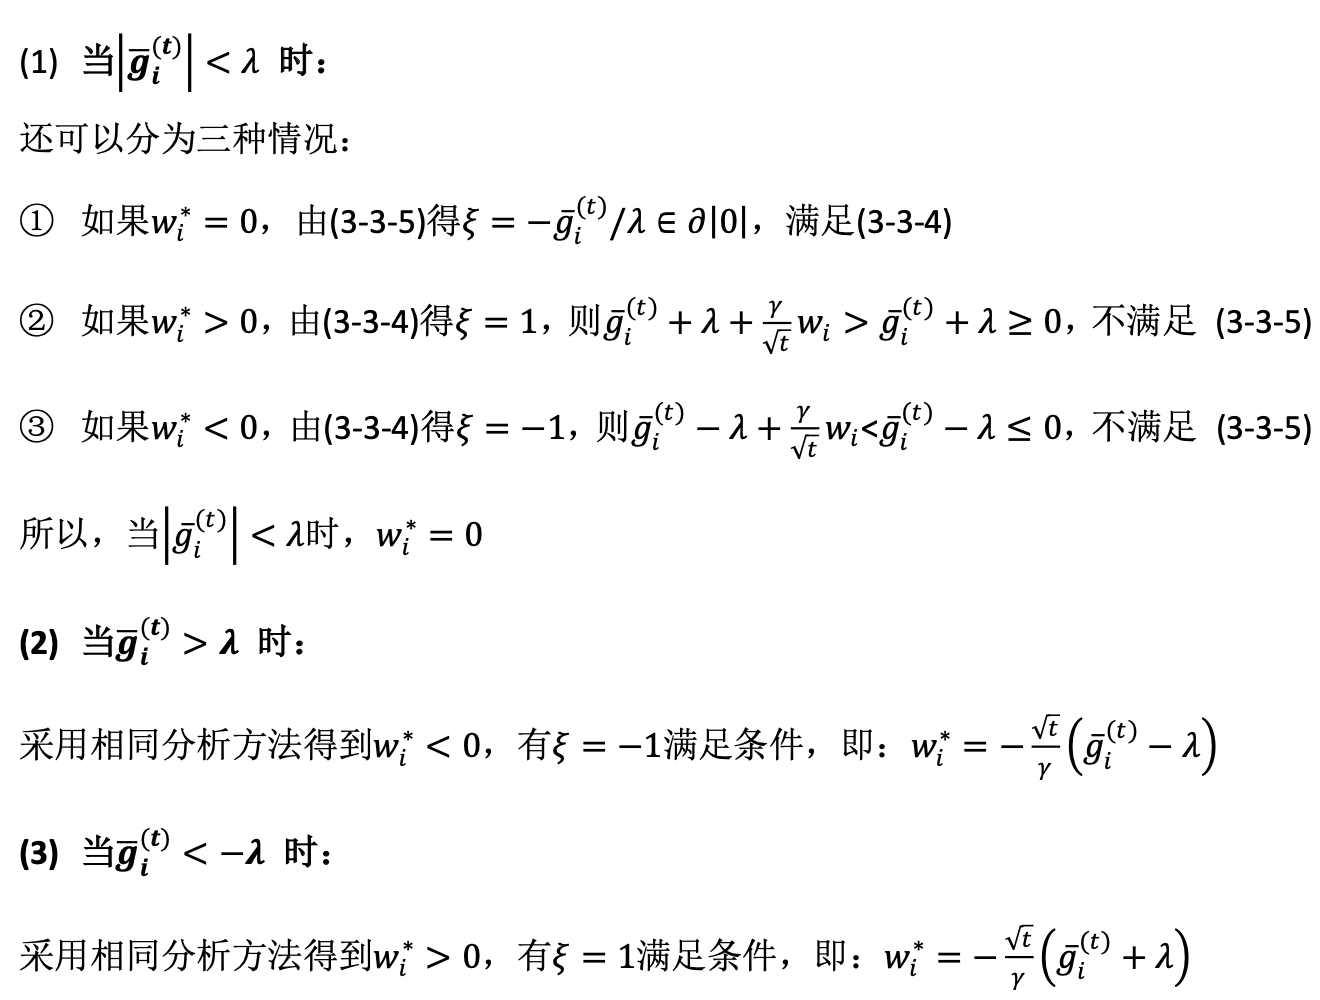 (1) 当|ḡᵢ⁽ᵗ⁾| < λ 时：
还可以分为三种情况：
① 如果wᵢ* = 0，由(3-3-5)得ξ = −ḡᵢ⁽ᵗ⁾/λ ∈ ∂|0|，满足(3-3-4)
② 如果wᵢ* > 0，由(3-3-4)得ξ = 1，则ḡᵢ⁽ᵗ⁾ + λ + γ/√t wᵢ > ḡᵢ⁽ᵗ⁾ + λ ≥ 0，不满足 (3-3-5)
③ 如果wᵢ* < 0，由(3-3-4)得ξ = −1，则ḡᵢ⁽ᵗ⁾ − λ + γ/√t wᵢ<ḡᵢ⁽ᵗ⁾ − λ ≤ 0，不满足 (3-3-5)
所以，当|ḡᵢ⁽ᵗ⁾| < λ时，wᵢ* = 0
(2) 当ḡᵢ⁽ᵗ⁾ > λ 时：
采用相同分析方法得到wᵢ* < 0，有ξ = −1满足条件，即：wᵢ* = −√t/γ (ḡᵢ⁽ᵗ⁾ − λ)
(3) 当ḡᵢ⁽ᵗ⁾ < −λ 时：
采用相同分析方法得到wᵢ* > 0，有ξ = 1满足条件，即：wᵢ* = −√t/γ (ḡᵢ⁽ᵗ⁾ + λ)